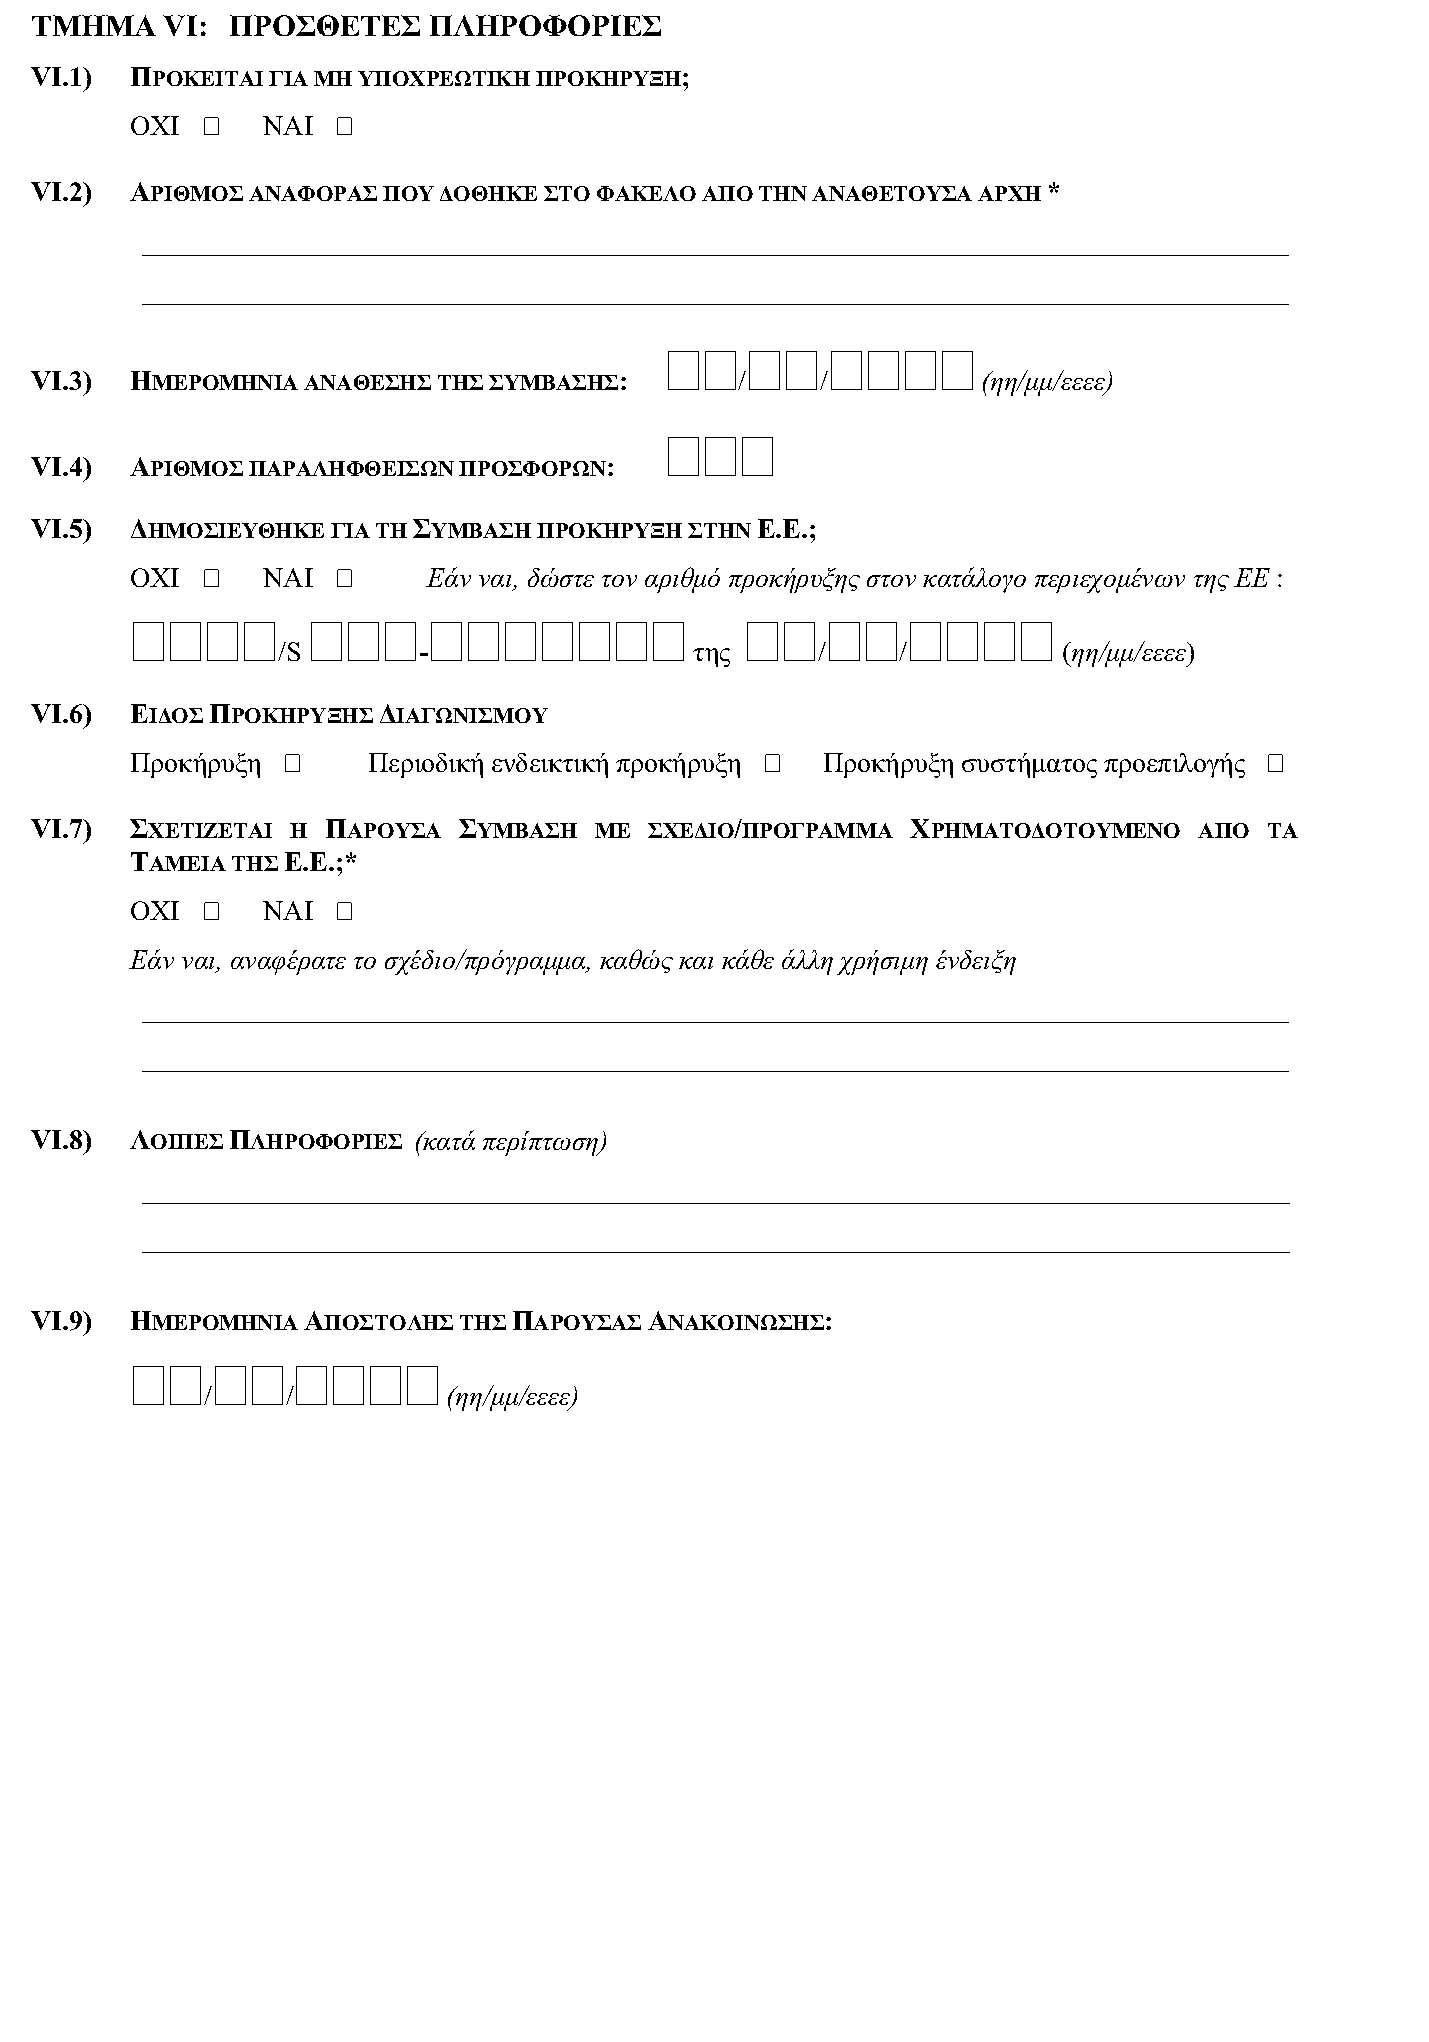 ΤΜΗΜΑ VI: ΠΡΟΣΘΕΤΕΣ ΠΛΗΡΟΦΟΡΙΕΣ
VI.1) ΠΡΟΚΕΙΤΑΙ ΓΙΑ ΜΗ ΥΠΟΧΡΕΩΤΙΚΗ ΠΡΟΚΗΡΥΞΗ;
ΟΧΙ □ ΝΑΙ □
VI.2) ΑΡΙΘΜΟΣ ΑΝΑΦΟΡΑΣ ΠΟΥ ΔΟΘΗΚΕ ΣΤΟ ΦΑΚΕΛΟ ΑΠΟ ΤΗΝ ΑΝΑΘΕΤΟΥΣΑ ΑΡΧΗ *
VI.3) ΗΜΕΡΟΜΗΝΙΑ ΑΝΑΘΕΣΗΣ ΤΗΣ ΣΥΜΒΑΣΗΣ: □□/□□/□□□□ (ηη/μμ/εεεε)
VI.4) ΑΡΙΘΜΟΣ ΠΑΡΑΛΗΦΘΕΙΣΩΝ ΠΡΟΣΦΟΡΩΝ: □□□
VI.5) ΔΗΜΟΣΙΕΥΘΗΚΕ ΓΙΑ ΤΗ ΣΥΜΒΑΣΗ ΠΡΟΚΗΡΥΞΗ ΣΤΗΝ Ε.Ε.;
ΟΧΙ □ ΝΑΙ □ Εάν ναι, δώστε τον αριθμό προκήρυξης στον κατάλογο περιεχομένων της ΕΕ :
□□□□/S □□□-□□□□□□□ της □□/□□/□□□□ (ηη/μμ/εεεε)
VI.6) ΕΙΔΟΣ ΠΡΟΚΗΡΥΞΗΣ ΔΙΑΓΩΝΙΣΜΟΥ
Προκήρυξη □ Περιοδική ενδεικτική προκήρυξη □ Προκήρυξη συστήματος προεπιλογής □
VI.7) ΣΧΕΤΙΖΕΤΑΙ Η ΠΑΡΟΥΣΑ ΣΥΜΒΑΣΗ ΜΕ ΣΧΕΔΙΟ/ΠΡΟΓΡΑΜΜΑ ΧΡΗΜΑΤΟΔΟΤΟΥΜΕΝΟ ΑΠΟ ΤΑ
ΤΑΜΕΙΑ ΤΗΣ Ε.Ε.;*
ΟΧΙ □ ΝΑΙ □
Εάν ναι, αναφέρατε το σχέδιο/πρόγραμμα, καθώς και κάθε άλλη χρήσιμη ένδειξη
VI.8) ΛΟΙΠΕΣ ΠΛΗΡΟΦΟΡΙΕΣ (κατά περίπτωση)
VI.9) ΗΜΕΡΟΜΗΝΙΑ ΑΠΟΣΤΟΛΗΣ ΤΗΣ ΠΑΡΟΥΣΑΣ ΑΝΑΚΟΙΝΩΣΗΣ:
□□/□□/□□□□ (ηη/μμ/εεεε)